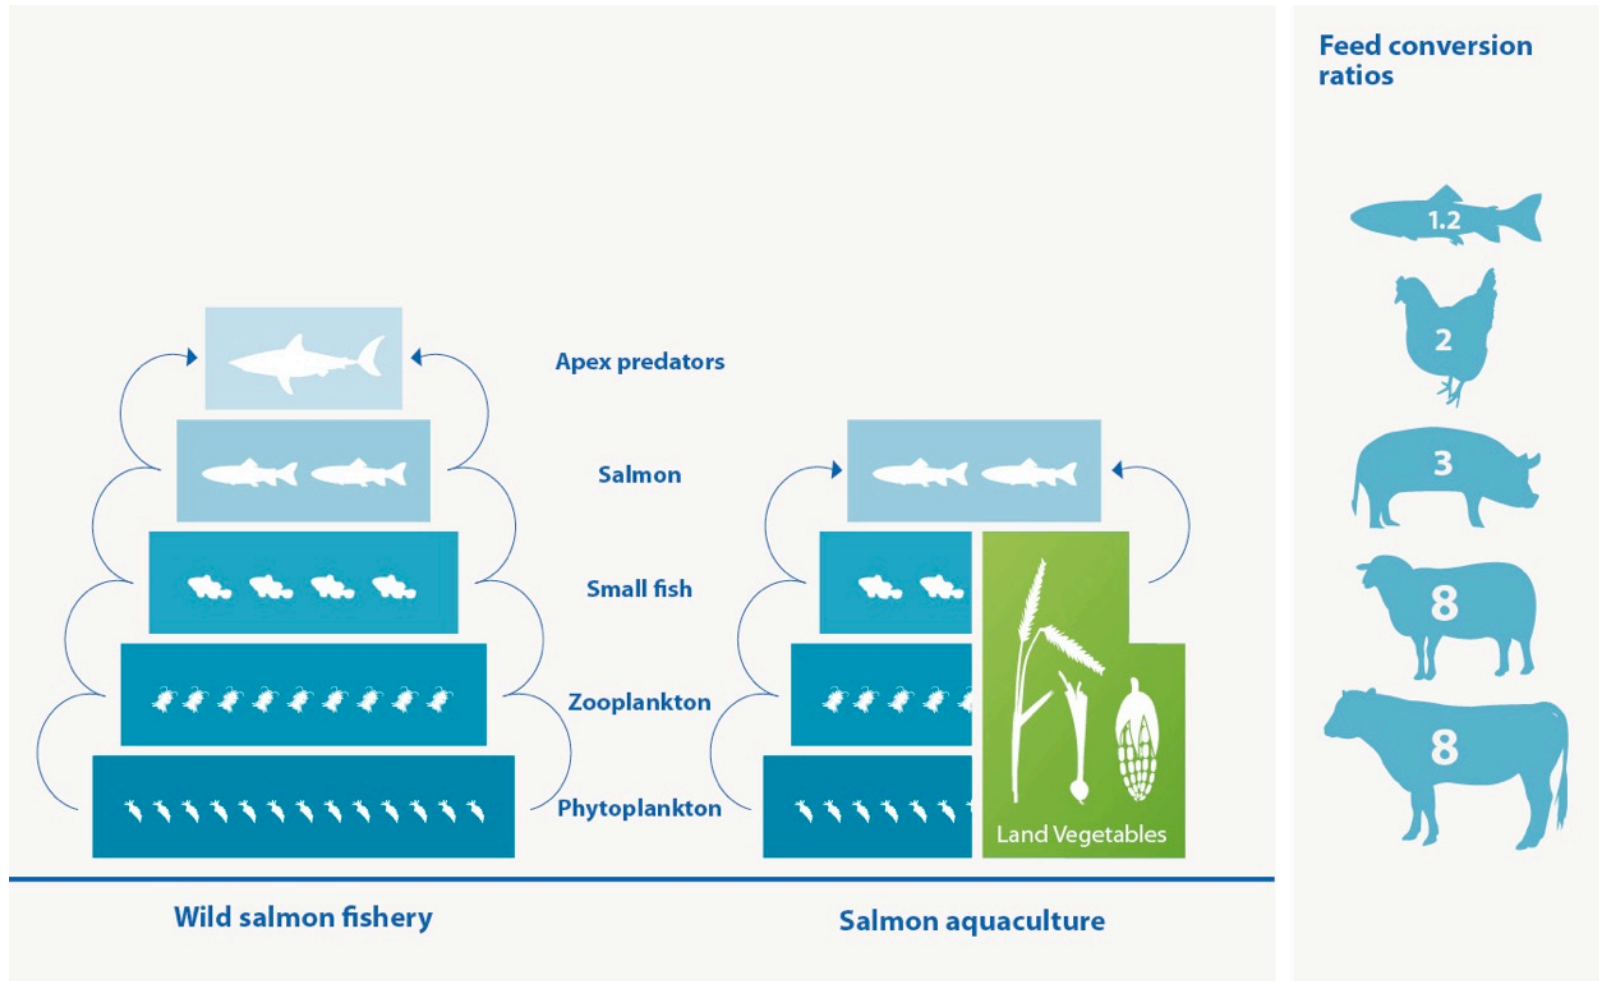 Feed conversion
ratios
1.2
2
3
8
8
Apex predators
Salmon
Small fish
Zooplankton
Phytoplankton
Land Vegetables
Wild salmon fishery
Salmon aquaculture